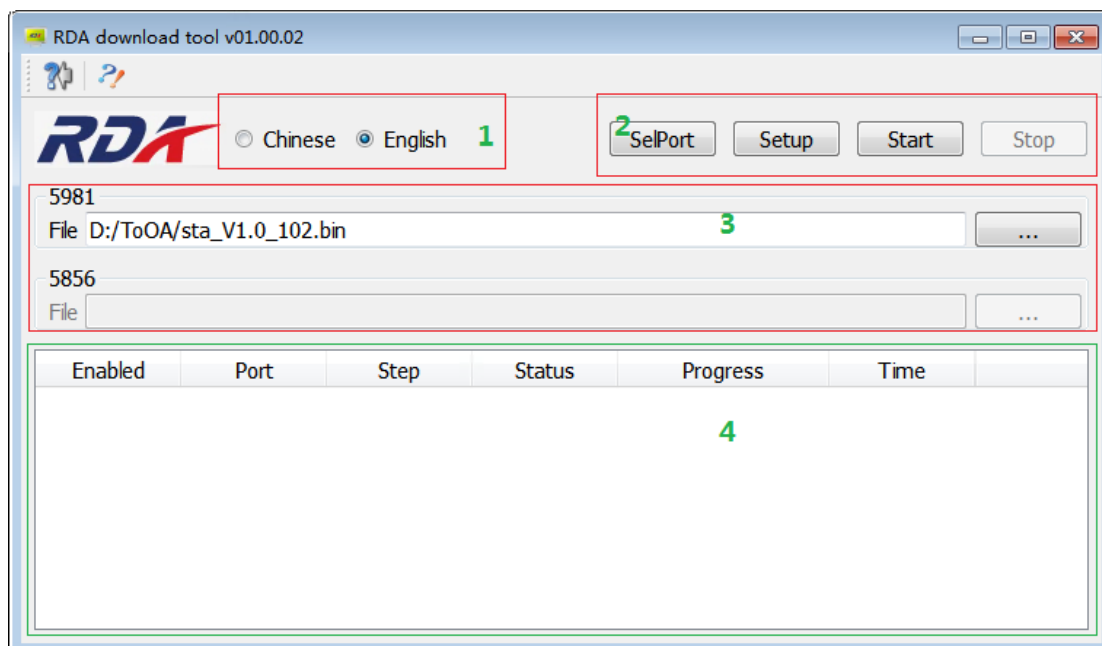 RDA download tool v01.00.02
RDA Chinese English 1 2 SelPort Setup Start Stop
5981
File D:/ToOA/sta_V1.0_102.bin 3 ...
5856
File ...
Enabled Port Step Status Progress Time
4